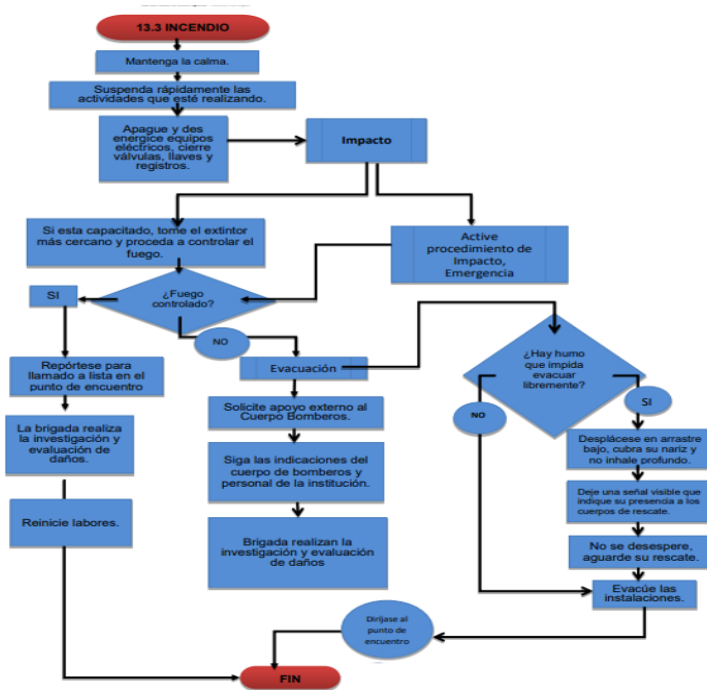 13.3 INCENDIO
Mantenga la calma.
Suspenda rápidamente las
actividades que esté realizando.
Apague y des
energice equipos
eléctricos, cierre
válvulas, llaves y
registros.
Impacto
Si esta capacitado, tome el extintor
más cercano y proceda a controlar el
fuego.
Active
procedimiento de
Impacto,
Emergencia
¿Fuego
controlado?
SI
NO
Evacuación
¿Hay humo
que impida
evacuar
libremente?
NO
SI
Repórtese para
llamado a lista en el
punto de encuentro
Solicite apoyo externo al
Cuerpo Bomberos.
La brigada realiza
la investigación y
evaluación de
daños.
Siga las indicaciones del
cuerpo de bomberos y
personal de la institución.
Desplácese en arrastre
bajo, cubra su nariz y
no inhale profundo.
Deje una señal visible que
indique su presencia a los
cuerpos de rescate.
Reinicie labores.
Brigada realizan la
investigación y evaluación de
daños
No se desespere,
aguarde su rescate.
Evacúe las
instalaciones.
Diríjase al
punto de
encuentro
FIN